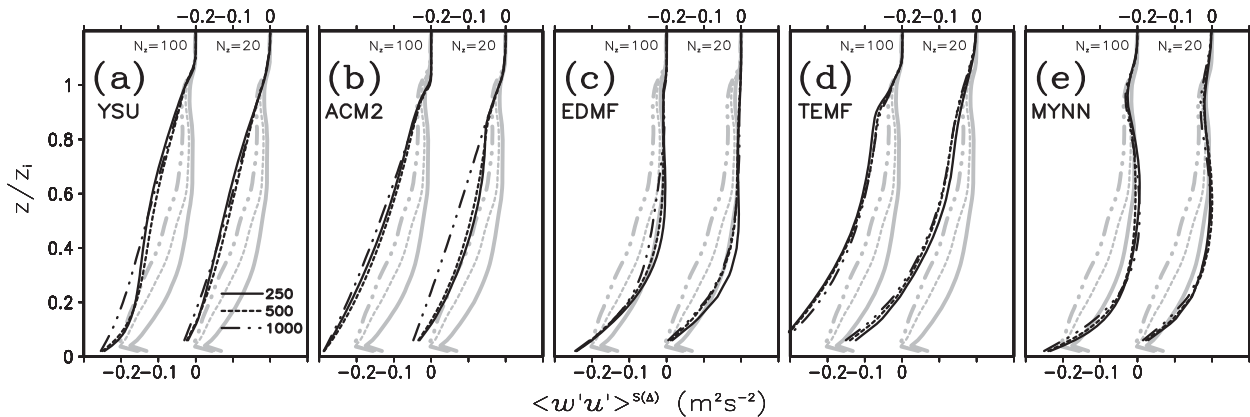 −0.2−0.1 0 −0.2−0.1 0 −0.2−0.1 0 −0.2−0.1 0 −0.2−0.1 0
N_z=100 N_z=20 N_z=100 N_z=20 N_z=100 N_z=20 N_z=100 N_z=20 N_z=100 N_z=20
(a) (b) (c) (d) (e)
YSU ACM2 EDMF TEMF MYNN
1
0.8
0.6
0.4
0.2
0
z/z_i
250
500
1000
−0.2−0.1 0 −0.2−0.1 0 −0.2−0.1 0 −0.2−0.1 0 −0.2−0.1 0
<w'u'>^S(Δ) (m²s⁻²)